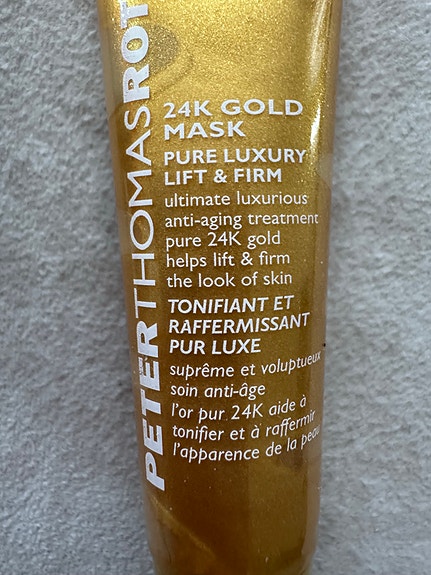 PETERTHOMASROT
24K GOLD
MASK
PURE LUXURY
LIFT & FIRM
ultimate luxurious
anti-aging treatment
pure 24K gold
helps lift & firm
the look of skin
TONIFIANT ET
RAFFERMISSANT
PUR LUXE
suprême et voluptueux
soin anti-âge
l'or pur 24K aide à
tonifier et à raffermir
l'apparence de la peau